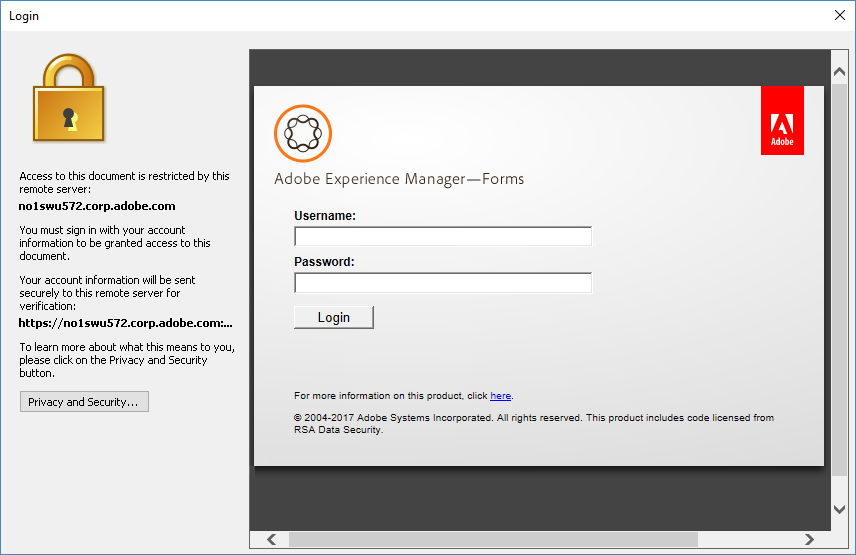 Login
Access to this document is restricted by this
remote server:
no1swu572.corp.adobe.com
You must sign in with your account
information to be granted access to this
document.
Your account information will be sent
securely to this remote server for
verification:
https://no1swu572.corp.adobe.com:...
To learn more about what this means to you,
please click on the Privacy and Security
button.
Privacy and Security...
Adobe
Adobe Experience Manager—Forms
Username:
Password:
Login
For more information on this product, click here.
© 2004-2017 Adobe Systems Incorporated. All rights reserved. This product includes code licensed from
RSA Data Security.